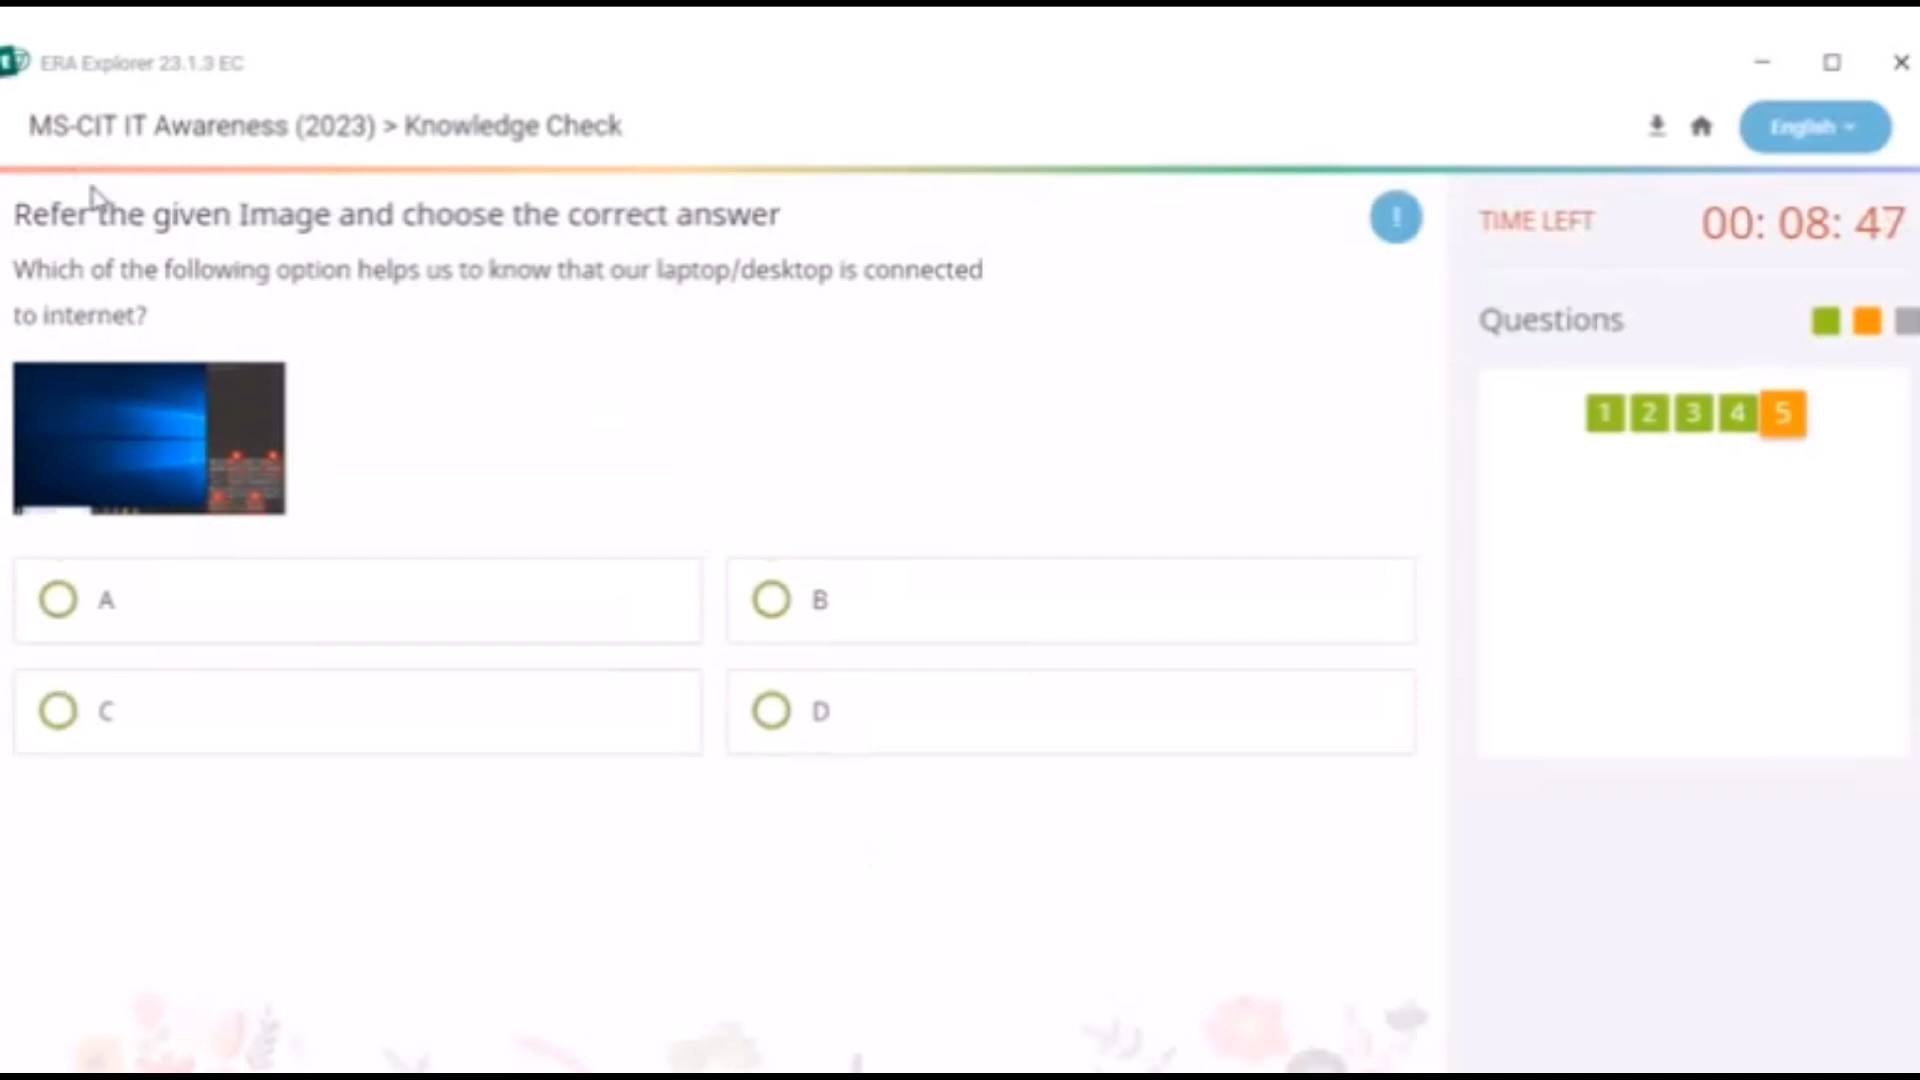 ERA Explorer 23.1.3 EC
MS-CIT IT Awareness (2023) > Knowledge Check
English
Refer the given Image and choose the correct answer
!
TIME LEFT 00: 08: 47
Which of the following option helps us to know that our laptop/desktop is connected
to internet?
Questions
1 2 3 4 5
A
B
C
D